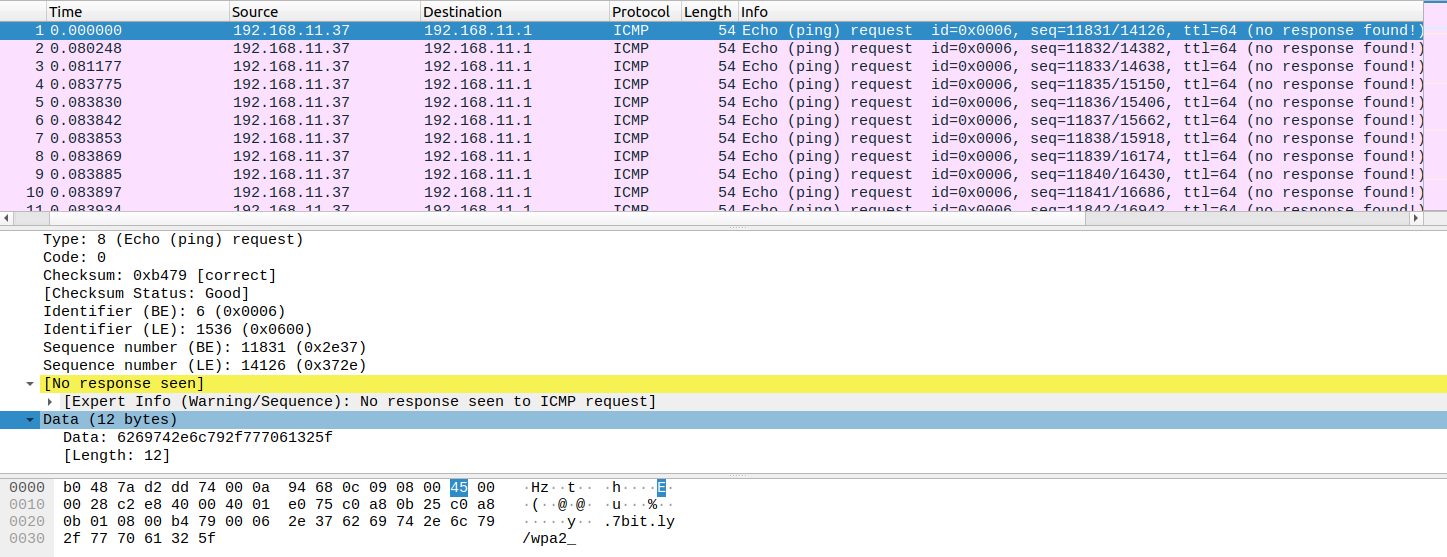 Time Source Destination Protocol Length Info
1 0.000000 192.168.11.37 192.168.11.1 ICMP 54 Echo (ping) request id=0x0006, seq=11831/14126, ttl=64 (no response found!)
2 0.080248 192.168.11.37 192.168.11.1 ICMP 54 Echo (ping) request id=0x0006, seq=11832/14382, ttl=64 (no response found!)
3 0.081177 192.168.11.37 192.168.11.1 ICMP 54 Echo (ping) request id=0x0006, seq=11833/14638, ttl=64 (no response found!)
4 0.083775 192.168.11.37 192.168.11.1 ICMP 54 Echo (ping) request id=0x0006, seq=11835/15150, ttl=64 (no response found!)
5 0.083830 192.168.11.37 192.168.11.1 ICMP 54 Echo (ping) request id=0x0006, seq=11836/15406, ttl=64 (no response found!)
6 0.083842 192.168.11.37 192.168.11.1 ICMP 54 Echo (ping) request id=0x0006, seq=11837/15662, ttl=64 (no response found!)
7 0.083853 192.168.11.37 192.168.11.1 ICMP 54 Echo (ping) request id=0x0006, seq=11838/15918, ttl=64 (no response found!)
8 0.083869 192.168.11.37 192.168.11.1 ICMP 54 Echo (ping) request id=0x0006, seq=11839/16174, ttl=64 (no response found!)
9 0.083885 192.168.11.37 192.168.11.1 ICMP 54 Echo (ping) request id=0x0006, seq=11840/16430, ttl=64 (no response found!)
10 0.083897 192.168.11.37 192.168.11.1 ICMP 54 Echo (ping) request id=0x0006, seq=11841/16686, ttl=64 (no response found!)
11 0.083934 192.168.11.37 192.168.11.1 ICMP 54 Echo (ping) request id=0x0006, seq=11842/16942, ttl=64 (no response found!)
Type: 8 (Echo (ping) request)
Code: 0
Checksum: 0xb479 [correct]
[Checksum Status: Good]
Identifier (BE): 6 (0x0006)
Identifier (LE): 1536 (0x0600)
Sequence number (BE): 11831 (0x2e37)
Sequence number (LE): 14126 (0x372e)
[No response seen]
[Expert Info (Warning/Sequence): No response seen to ICMP request]
Data (12 bytes)
Data: 6269742e6c792f777061325f
[Length: 12]
0000 b0 48 7a d2 dd 74 00 0a 94 68 0c 09 08 00 45 00 ·Hz··t·· ·h····E·
0010 00 28 c2 e8 40 00 40 01 e0 75 c0 a8 0b 25 c0 a8 ·(··@·@· ·u···%··
0020 0b 01 08 00 b4 79 00 06 2e 37 62 69 74 2e 6c 79 ·····y·· .7bit.ly
0030 2f 77 70 61 32 5f /wpa2_